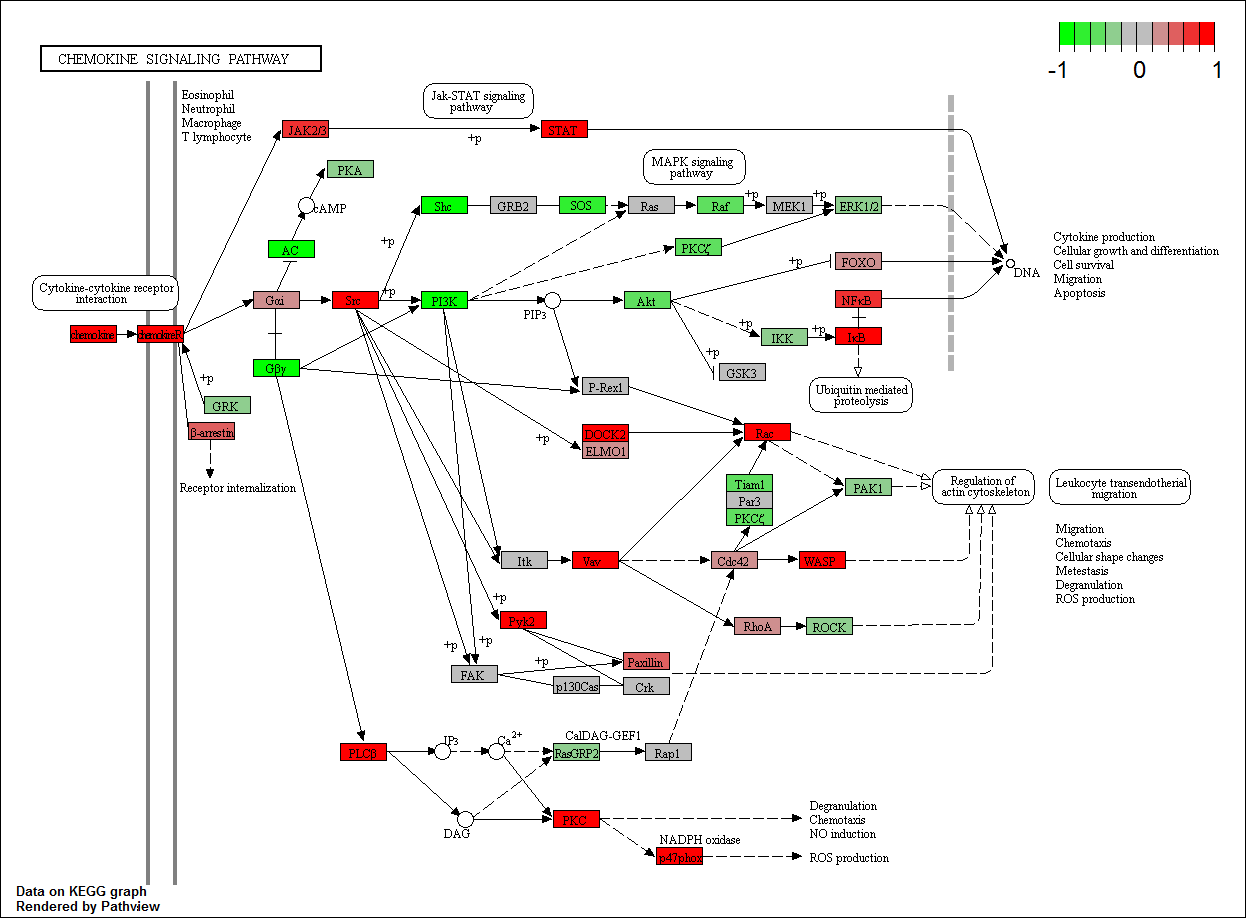 CHEMOKINE SIGNALING PATHWAY
-1 0 1
Eosinophil
Neutrophil
Macrophage
T lymphocyte
Jak-STAT signaling
pathway
JAK2/3
+p
STAT
MAPK signaling
pathway
PKA
cAMP
AC
Shc
GRB2
SOS
Ras
+p
Raf
+p
MEK1
+p
ERK1/2
+p
PKCζ
Cytokine production
Cellular growth and differentiation
Cell survival
Migration
Apoptosis
+p
FOXO
DNA
Cytokine-cytokine receptor
interaction
Gαi
Src
+p
PI3K
PIP3
Akt
NFκB
chemokine
chemokineR
+p
IKK
+p
IκB
+p
GSK3
Gβγ
+p
GRK
P-Rex1
Ubiquitin mediated
proteolysis
β-arrestin
+p
DOCK2
ELMO1
Rac
Receptor internalization
Tiam1
Par3
PKCζ
PAK1
Regulation of
actin cytoskeleton
Leukocyte transendotherial
migration
Itk
Vav
Cdc42
WASP
Migration
Chemotaxis
Cellular shape changes
Metastasis
Degranulation
ROS production
+p
Pyk2
RhoA
ROCK
+p
+p
+p
FAK
Paxillin
p130Cas
Crk
PLCβ
IP3
Ca2+
CalDAG-GEF1
RasGRP2
Rap1
DAG
PKC
Degranulation
Chemotaxis
NO induction
NADPH oxidase
p47phox
ROS production
Data on KEGG graph
Rendered by Pathview